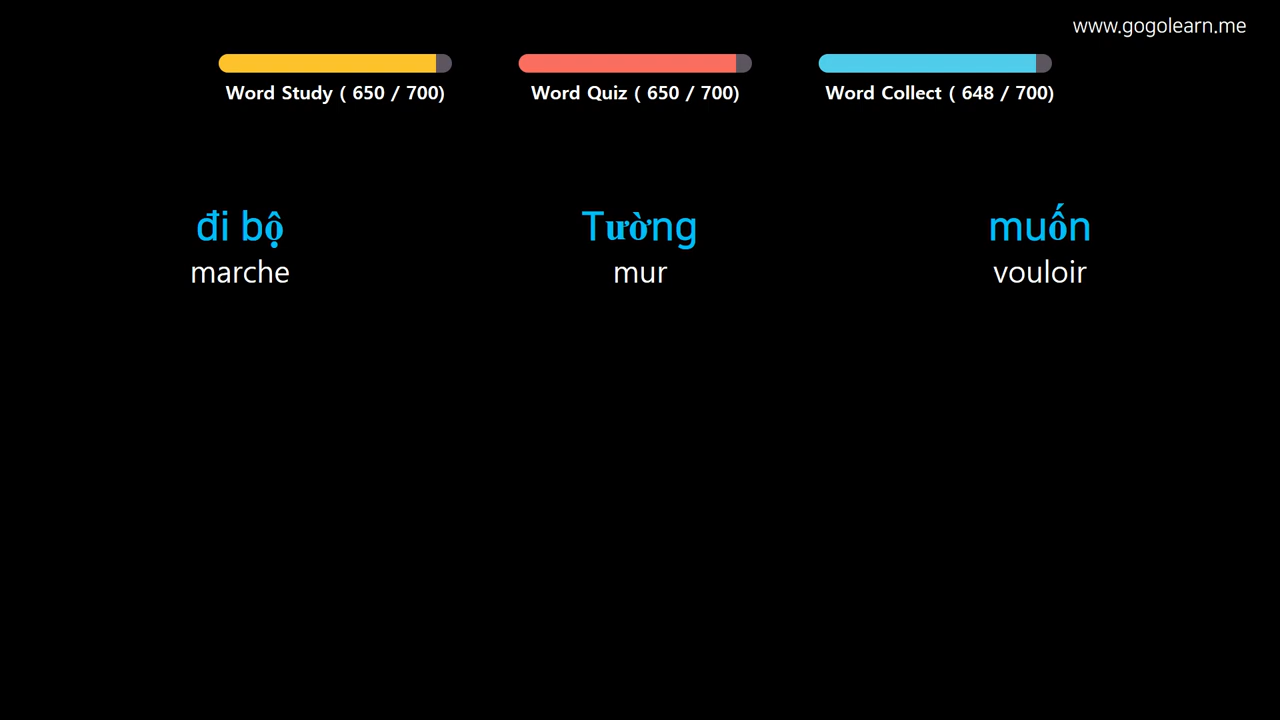 www.gogolearn.me
Word Study ( 650 / 700)
Word Quiz ( 650 / 700)
Word Collect ( 648 / 700)
đi bộ
marche
Tường
mur
muốn
vouloir